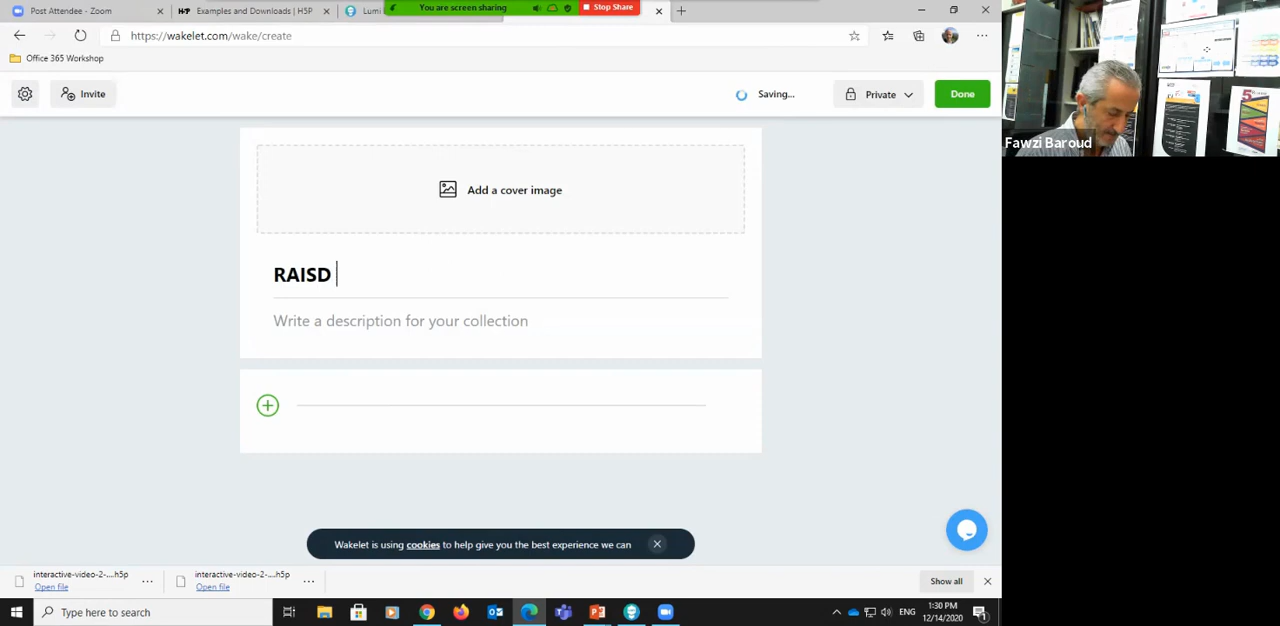 Post Attendee - Zoom
H-P
Examples and Downloads | H5P
Lumi
You are screen sharing
Stop Share
https://wakelet.com/wake/create
Office 365 Workshop
Invite
Saving...
Private
Done
Add a cover image
RAISD
Write a description for your collection
Wakelet is using cookies to help give you the best experience we can
interactive-video-2-....h5p
Open file
interactive-video-2-....h5p
Open file
Show all
Type here to search
ENG
1:30 PM
12/14/2020
Fawzi Baroud